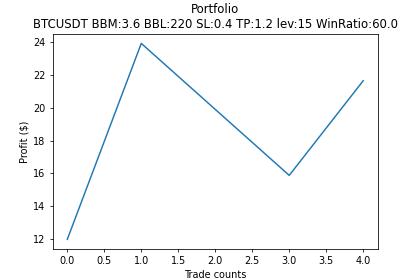 Portfolio
BTCUSDT BBM:3.6 BBL:220 SL:0.4 TP:1.2 lev:15 WinRatio:60.0
24
22
20
18
16
14
12
Profit ($)
0.0 0.5 1.0 1.5 2.0 2.5 3.0 3.5 4.0
Trade counts